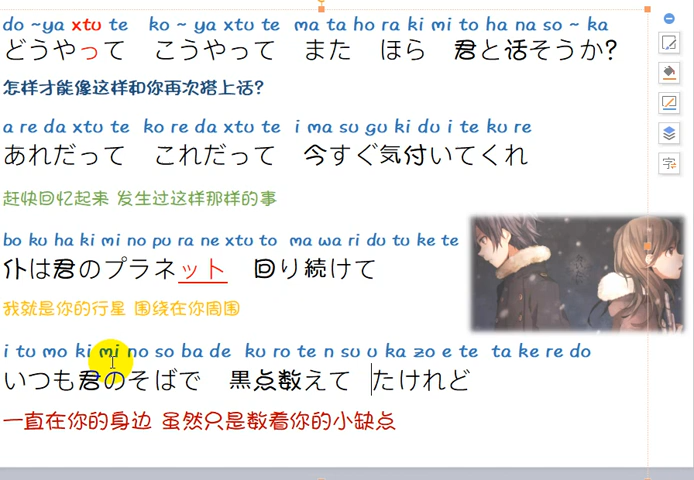 do ~ya xtu te ko ~ ya xtu te ma ta ho ra ki mi to ha na so ~ ka
どうやって こうやって また ほら 君と话そうか?
怎样才能像这样和你再次搭上话?
a re da xtu te ko re da xtu te i ma su gu ki du i te ku re
あれだって これだって 今すぐ気付いてくれ
赶快回忆起来 发生过这样那样的事
bo ku ha ki mi no pu ra ne xtu to ma wa ri du tu ke te
仆は君のプラネット 回り続けて
我就是你的行星 围绕在你周围
i tu mo ki mi no so ba de ku ro te n su u ka zo e te ta ke re do
いつも君のそばで 黒点数えて たけれど
一直在你的身边 虽然只是数着你的小缺点
字